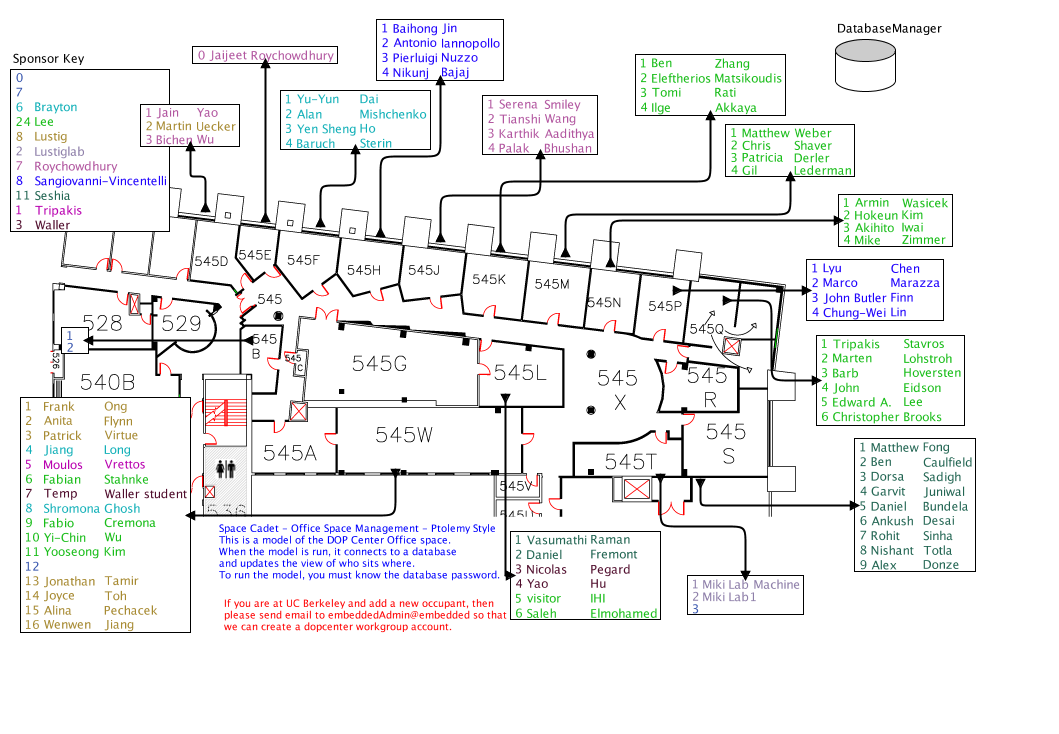 DatabaseManager
Sponsor Key
0
7
6 Brayton
24 Lee
8 Lustig
2 Lustiglab
7 Roychowdhury
8 Sangiovanni-Vincentelli
11 Seshia
1 Tripakis
3 Waller
1 Jain Yao
2 Martin Uecker
3 Bichen Wu
0 Jaijeet Roychowdhury
1 Yu-Yun Dai
2 Alan Mishchenko
3 Yen Sheng Ho
4 Baruch Sterin
1 Baihong Jin
2 Antonio Iannopollo
3 Pierluigi Nuzzo
4 Nikunj Bajaj
1 Serena Smiley
2 Tianshi Wang
3 Karthik Aadithya
4 Palak Bhushan
1 Ben Zhang
2 Eleftherios Matsikoudis
3 Tomi Rati
4 Ilge Akkaya
1 Matthew Weber
2 Chris Shaver
3 Patricia Derler
4 Gil Lederman
1 Armin Wasicek
2 Hokeun Kim
3 Akihito Iwai
4 Mike Zimmer
1 Lyu Chen
2 Marco Marazza
3 John Butler Finn
4 Chung-Wei Lin
1 Tripakis Stavros
2 Marten Lohstroh
3 Barb Hoversten
4 John Eidson
5 Edward A. Lee
6 Christopher Brooks
1 Matthew Fong
2 Ben Caulfield
3 Dorsa Sadigh
4 Garvit Juniwal
5 Daniel Bundela
6 Ankush Desai
7 Rohit Sinha
8 Nishant Totla
9 Alex Donze
545D
545E
545F
545H
545J
545K
545M
545N
545P
545Q
545
528
529
1
2
526
540B
545
B
545
C
545G
545L
545
X
545
R
545A
545W
545T
545
S
545V
545U
536
1 Frank Ong
2 Anita Flynn
3 Patrick Virtue
4 Jiang Long
5 Moulos Vrettos
6 Fabian Stahnke
7 Temp Waller student
8 Shromona Ghosh
9 Fabio Cremona
10 Yi-Chin Wu
11 Yooseong Kim
12
13 Jonathan Tamir
14 Joyce Toh
15 Alina Pechacek
16 Wenwen Jiang
Space Cadet - Office Space Management - Ptolemy Style
This is a model of the DOP Center Office space.
When the model is run, it connects to a database
and updates the view of who sits where.
To run the model, you must know the database password.
If you are at UC Berkeley and add a new occupant, then
please send email to embeddedAdmin@embedded so that
we can create a dopcenter workgroup account.
1 Vasumathi Raman
2 Daniel Fremont
3 Nicolas Pegard
4 Yao Hu
5 visitor IHI
6 Saleh Elmohamed
1 Miki Lab Machine
2 Miki Lab1
3